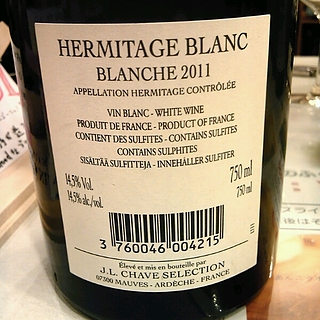 HERMITAGE BLANC
BLANCHE 2011
APPELLATION HERMITAGE CONTRÔLÉE
VIN BLANC - WHITE WINE
PRODUIT DE FRANCE - PRODUCT OF FRANCE
CONTIENT DES SULFITES - CONTAINS SULFITES
CONTAINS SULPHITES
SISÄLTÄÄ SULFITTEJA - INNEHÅLLER SULFITER
14,5% Vol.
14,5% alc./vol.
750 ml
750 ml
3 760046 004215
Élevé et mis en bouteille par
J.L. CHAVE SELECTION
07300 MAUVES - ARDÈCHE - FRANCE